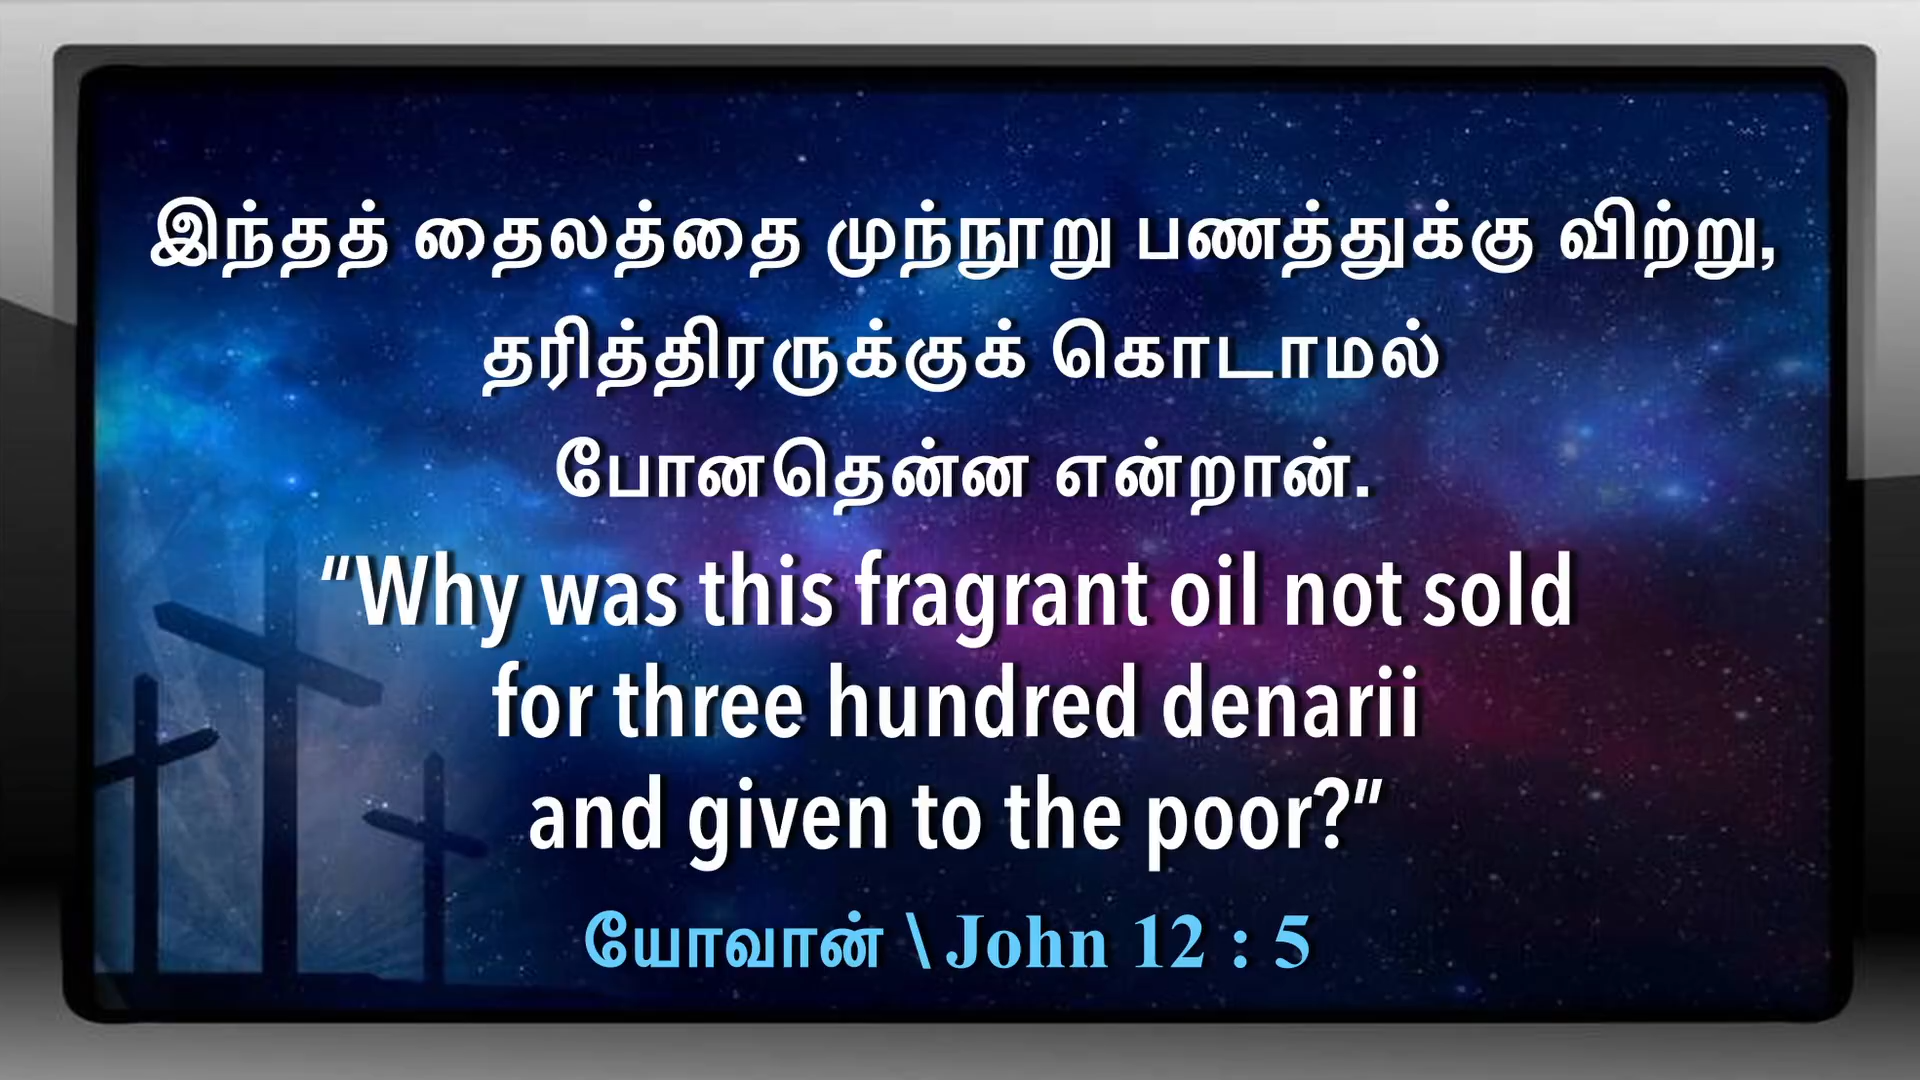 இந்தத் தைலத்தை முந்நூறு பணத்துக்கு விற்று,
தரித்திரருக்குக் கொடாமல்
போனதென்ன என்றான்.
“Why was this fragrant oil not sold
for three hundred denarii
and given to the poor?”
யோவான் \ John 12 : 5